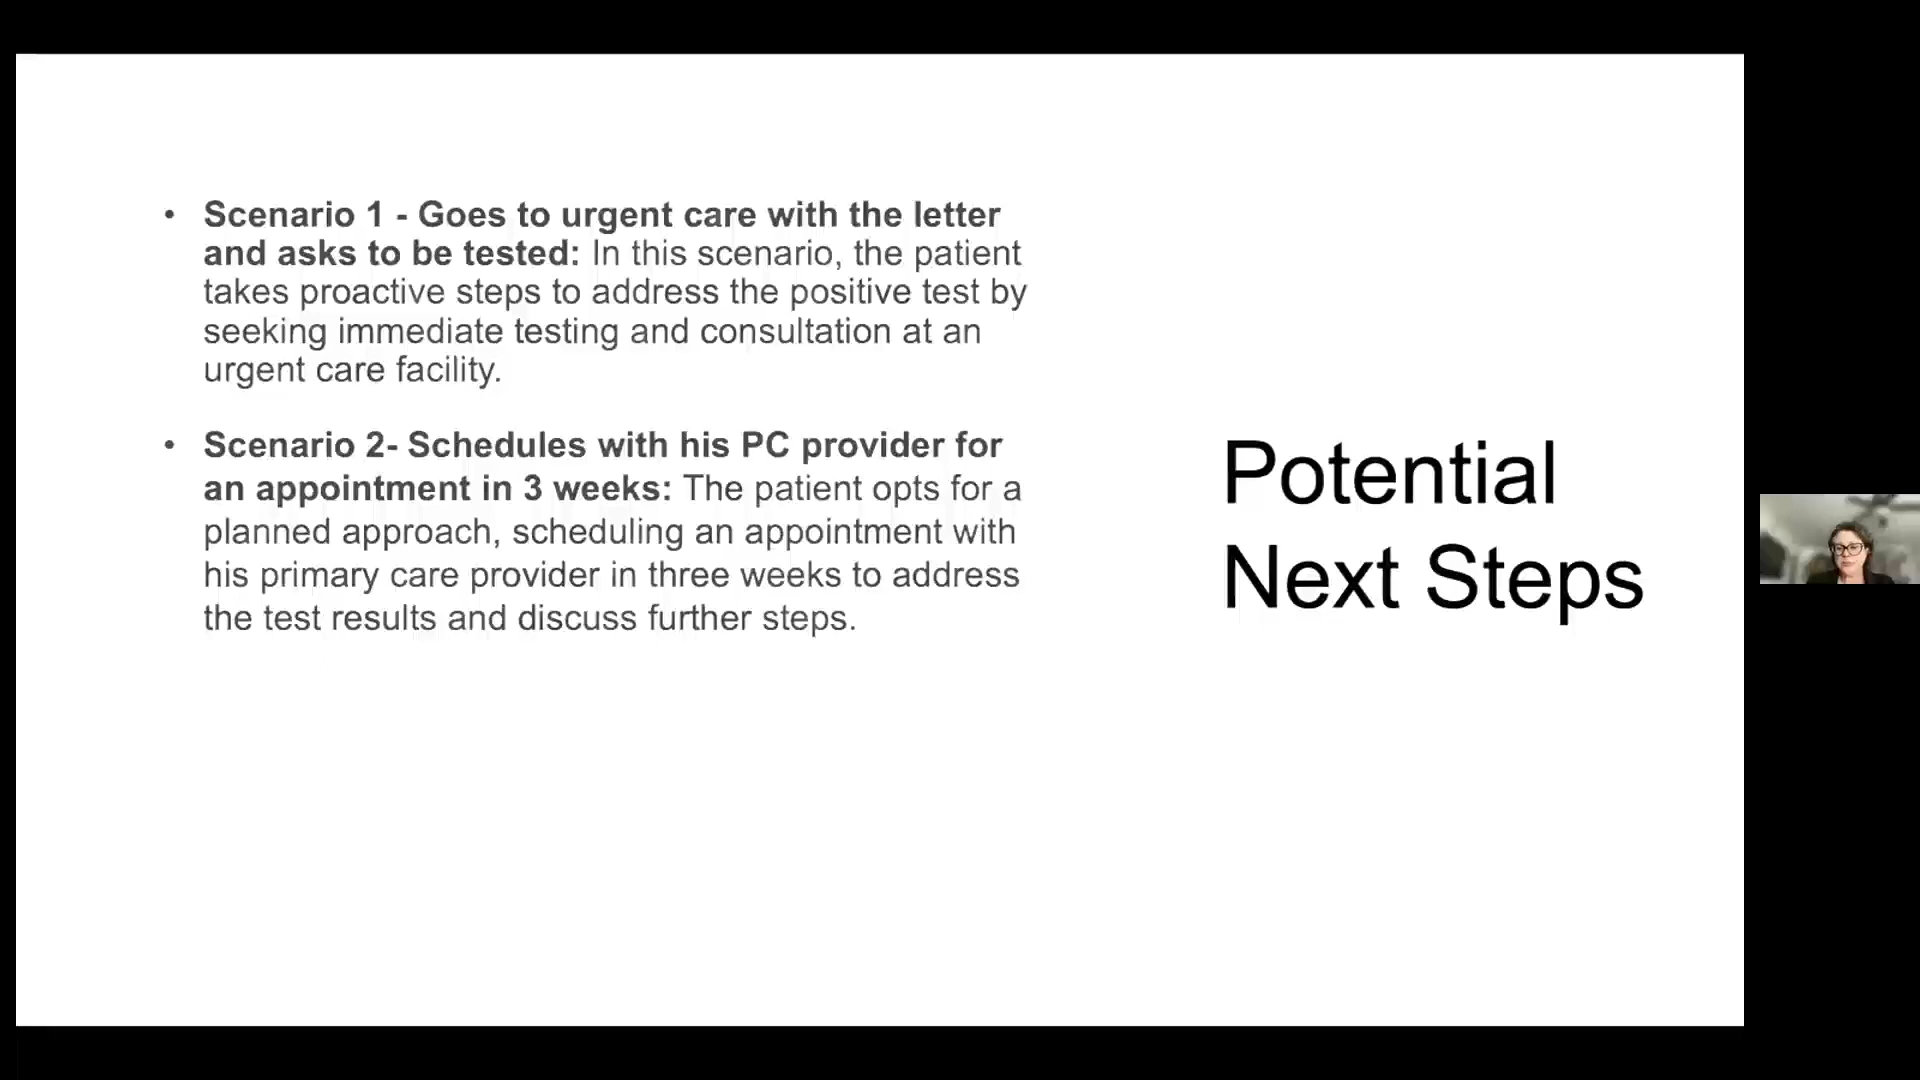 • Scenario 1 - Goes to urgent care with the letter
and asks to be tested: In this scenario, the patient
takes proactive steps to address the positive test by
seeking immediate testing and consultation at an
urgent care facility.
• Scenario 2- Schedules with his PC provider for
an appointment in 3 weeks: The patient opts for a
planned approach, scheduling an appointment with
his primary care provider in three weeks to address
the test results and discuss further steps.
Potential
Next Steps